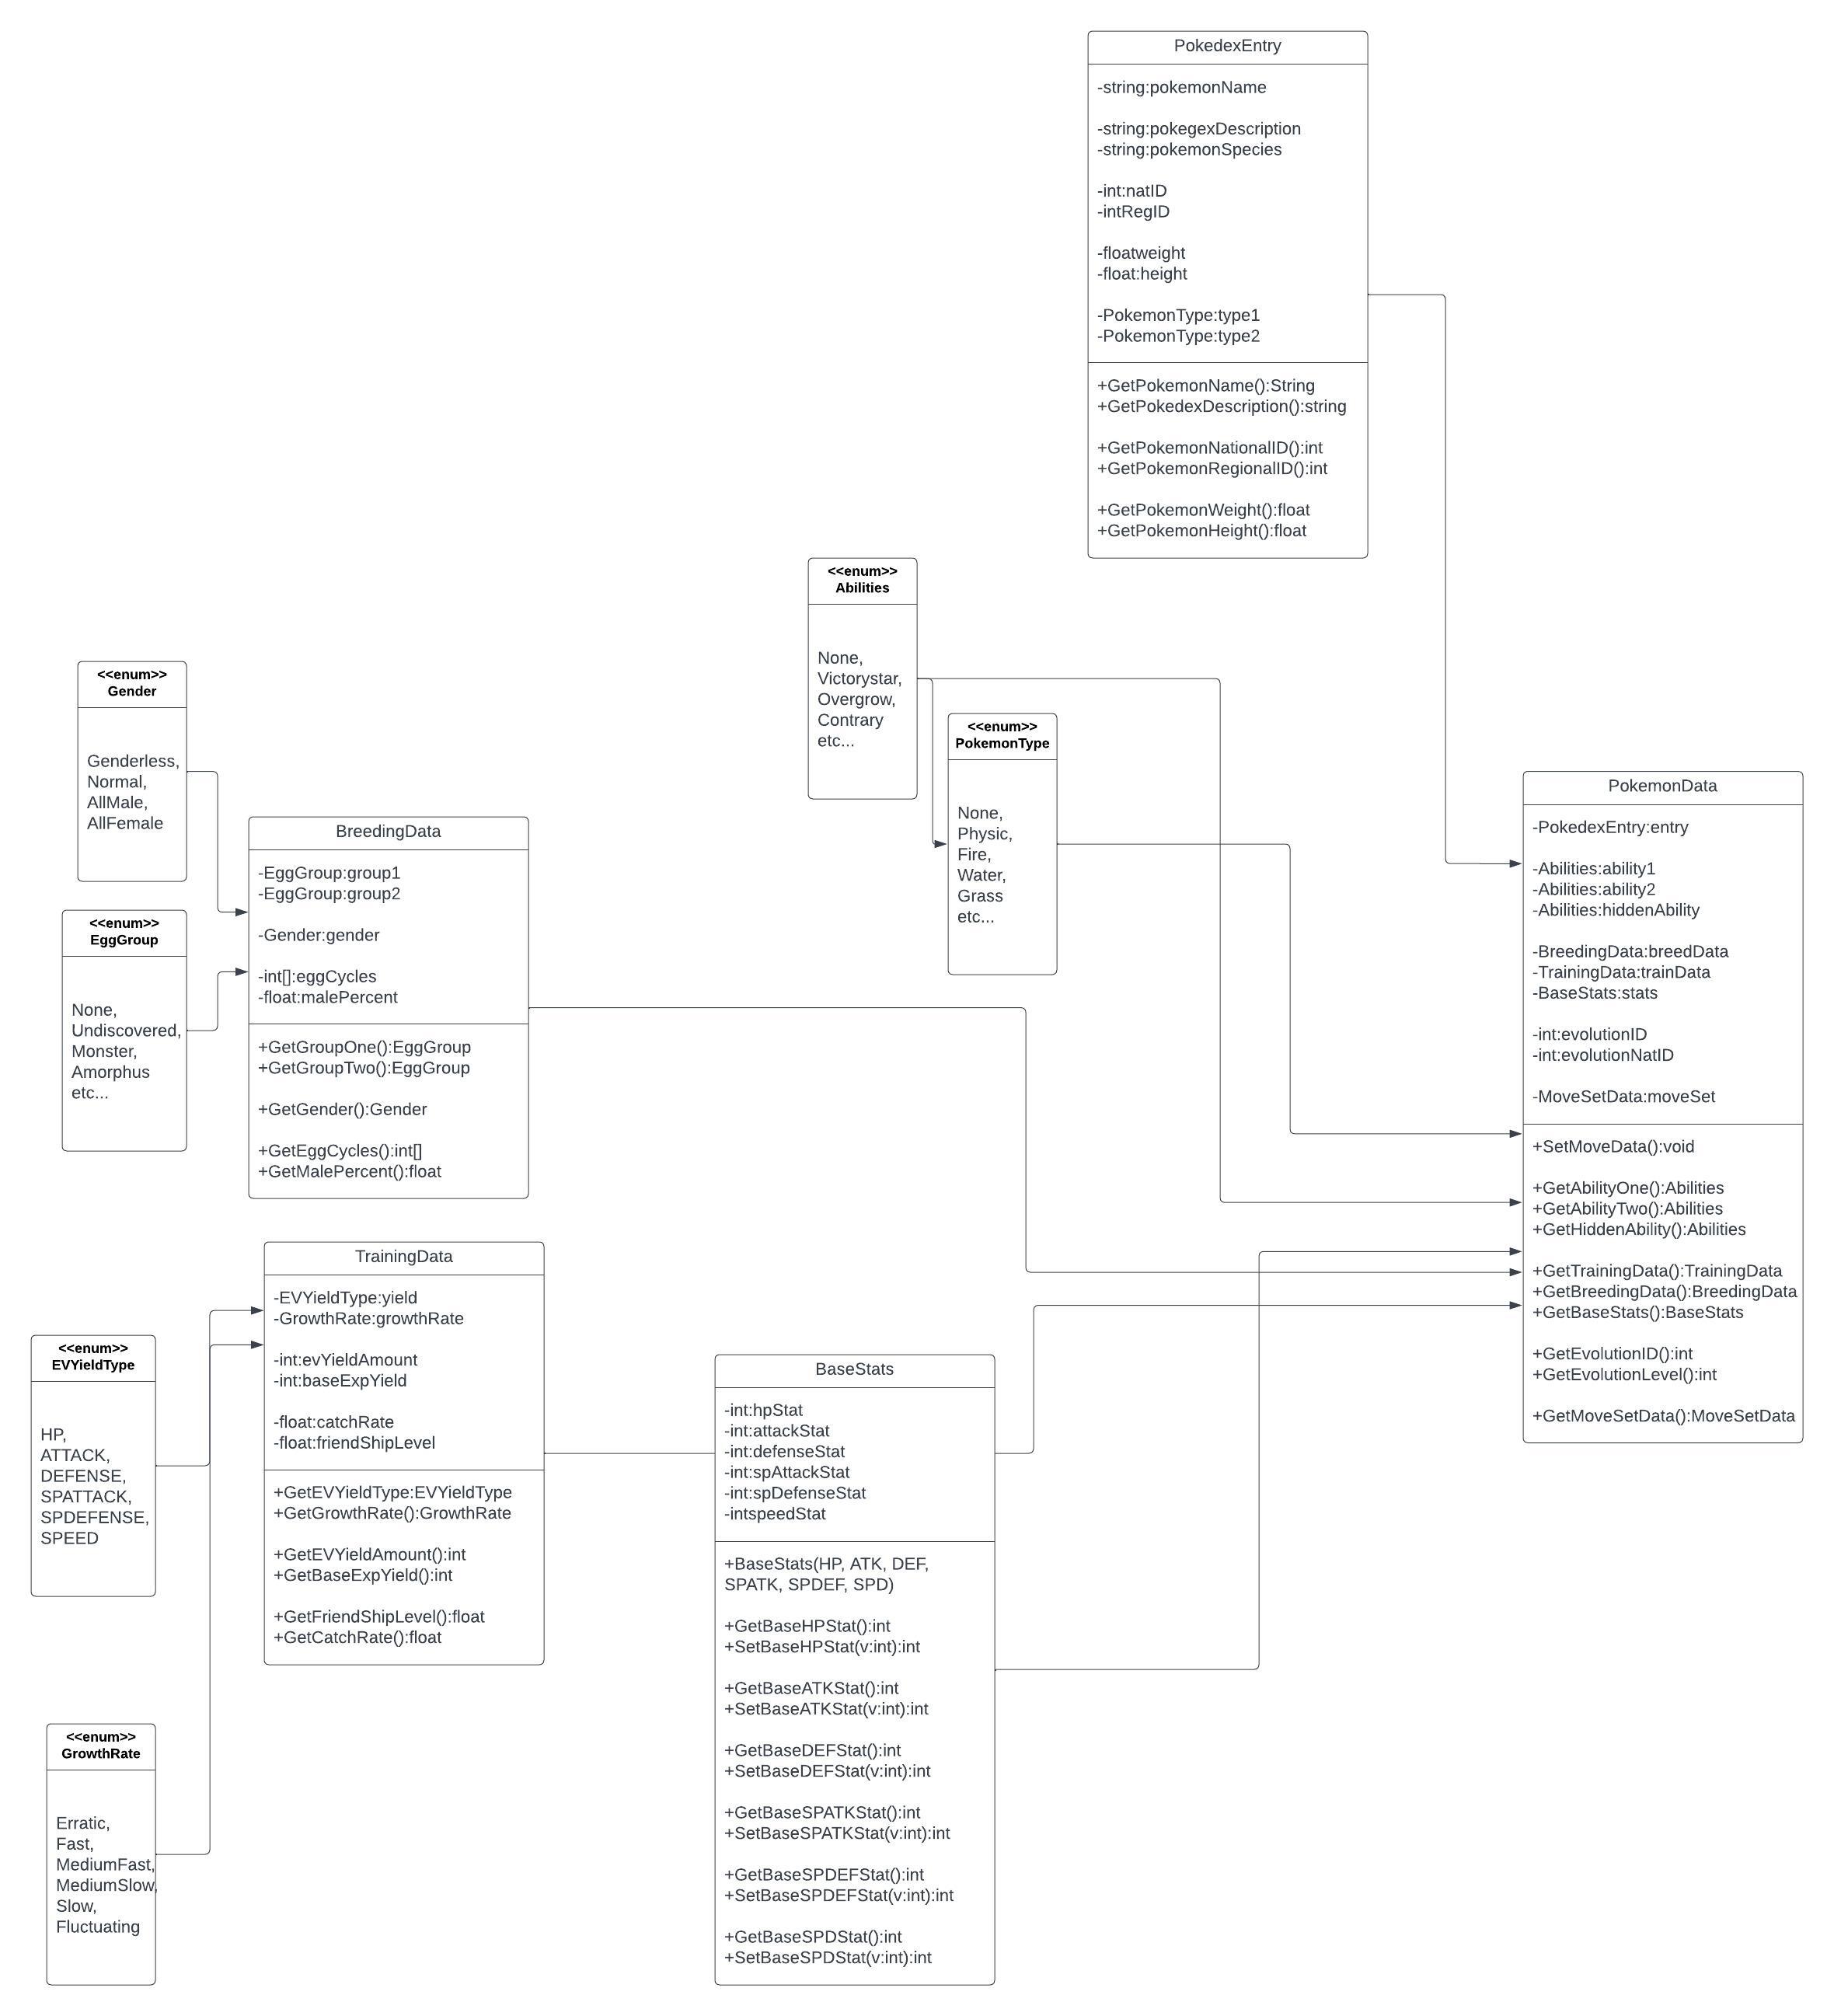 PokedexEntry
-string:pokemonName
-string:pokegexDescription
-string:pokemonSpecies
-int:natID
-intRegID
-floatweight
-float:height
-PokemonType:type1
-PokemonType:type2
+GetPokemonName():String
+GetPokedexDescription():string
+GetPokemonNationalID():int
+GetPokemonRegionalID():int
+GetPokemonWeight():float
+GetPokemonHeight():float
<<enum>>
Abilities
None,
Victorystar,
Overgrow,
Contrary
etc...
<<enum>>
Gender
Genderless,
Normal,
AllMale,
AllFemale
<<enum>>
PokemonType
None,
Physic,
Fire,
Water,
Grass
etc...
PokemonData
-PokedexEntry:entry
-Abilities:ability1
-Abilities:ability2
-Abilities:hiddenAbility
-BreedingData:breedData
-TrainingData:trainData
-BaseStats:stats
-int:evolutionID
-int:evolutionNatID
-MoveSetData:moveSet
+SetMoveData():void
+GetAbilityOne():Abilities
+GetAbilityTwo():Abilities
+GetHiddenAbility():Abilities
+GetTrainingData():TrainingData
+GetBreedingData():BreedingData
+GetBaseStats():BaseStats
+GetEvolutionID():int
+GetEvolutionLevel():int
+GetMoveSetData():MoveSetData
BreedingData
-EggGroup:group1
-EggGroup:group2
-Gender:gender
-int[]:eggCycles
-float:malePercent
+GetGroupOne():EggGroup
+GetGroupTwo():EggGroup
+GetGender():Gender
+GetEggCycles():int[]
+GetMalePercent():float
<<enum>>
EggGroup
None,
Undiscovered,
Monster,
Amorphus
etc...
TrainingData
-EVYieldType:yield
-GrowthRate:growthRate
-int:evYieldAmount
-int:baseExpYield
-float:catchRate
-float:friendShipLevel
+GetEVYieldType:EVYieldType
+GetGrowthRate():GrowthRate
+GetEVYieldAmount():int
+GetBaseExpYield():int
+GetFriendShipLevel():float
+GetCatchRate():float
<<enum>>
EVYieldType
HP,
ATTACK,
DEFENSE,
SPATTACK,
SPDEFENSE,
SPEED
BaseStats
-int:hpStat
-int:attackStat
-int:defenseStat
-int:spAttackStat
-int:spDefenseStat
-intspeedStat
+BaseStats(HP, ATK, DEF,
SPATK, SPDEF, SPD)
+GetBaseHPStat():int
+SetBaseHPStat(v:int):int
+GetBaseATKStat():int
+SetBaseATKStat(v:int):int
+GetBaseDEFStat():int
+SetBaseDEFStat(v:int):int
+GetBaseSPATKStat():int
+SetBaseSPATKStat(v:int):int
+GetBaseSPDEFStat():int
+SetBaseSPDEFStat(v:int):int
+GetBaseSPDStat():int
+SetBaseSPDStat(v:int):int
<<enum>>
GrowthRate
Erratic,
Fast,
MediumFast,
MediumSlow,
Slow,
Fluctuating